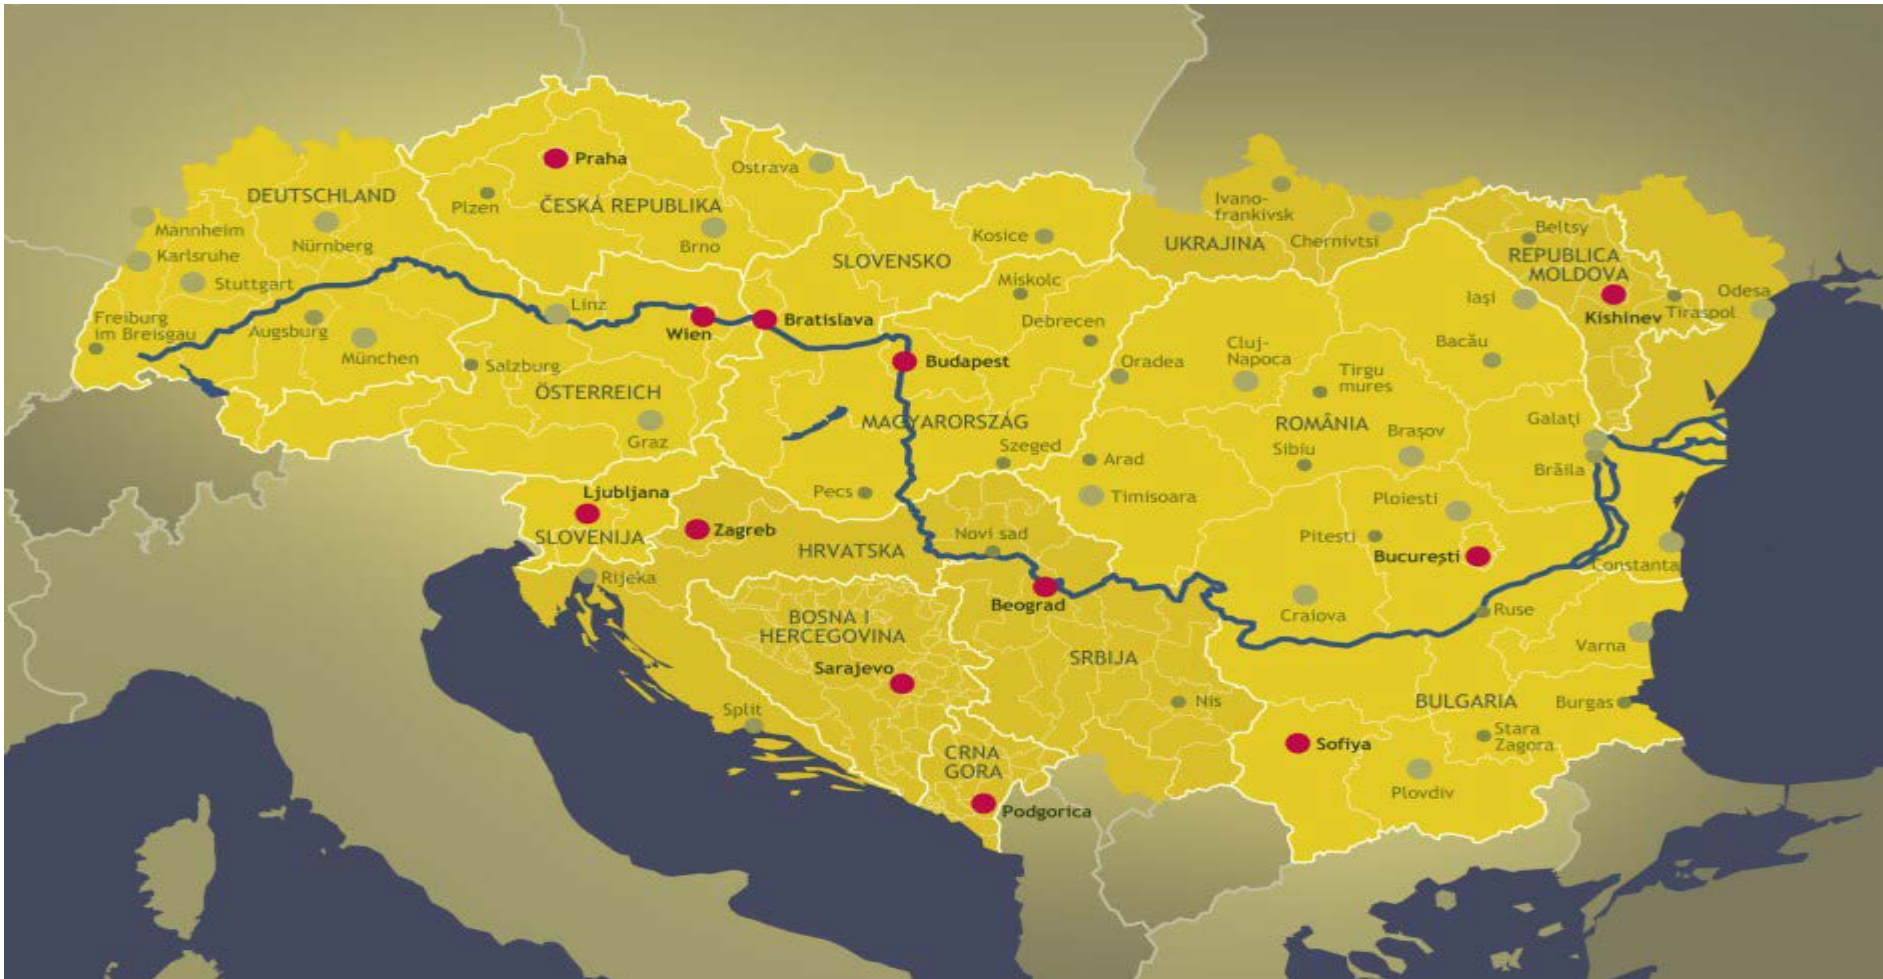 Praha
Ostrava
DEUTSCHLAND
Plzen
ČESKÁ REPUBLIKA
Ivano-
frankivsk
Mannheim
Nürnberg
Brno
Kosice
UKRAJINA
Chernivtsi
Beltsy
Karlsruhe
SLOVENSKO
REPUBLICA
MOLDOVA
Stuttgart
Miskolc
Linz
Iaşi
Odesa
Freiburg
im Breisgau
Augsburg
Wien
Bratislava
Debrecen
Kishinev
Tiraspol
München
Salzburg
Budapest
Oradea
Cluj-
Napoca
Bacău
Tirgu
mures
ÖSTERREICH
MAGYARORSZÁG
ROMÂNIA
Galaţi
Graz
Szeged
Arad
Sibiu
Braşov
Brăila
Ljubljana
Pecs
Timisoara
Ploiesti
SLOVENIJA
Zagreb
HRVATSKA
Novi sad
Pitesti
Bucureşti
Constanta
Rijeka
Beograd
Craiova
Ruse
BOSNA I
HERCEGOVINA
Varna
Sarajevo
SRBIJA
Split
Nis
BULGARIA
Burgas
CRNA
GORA
Sofiya
Stara
Zagora
Plovdiv
Podgorica